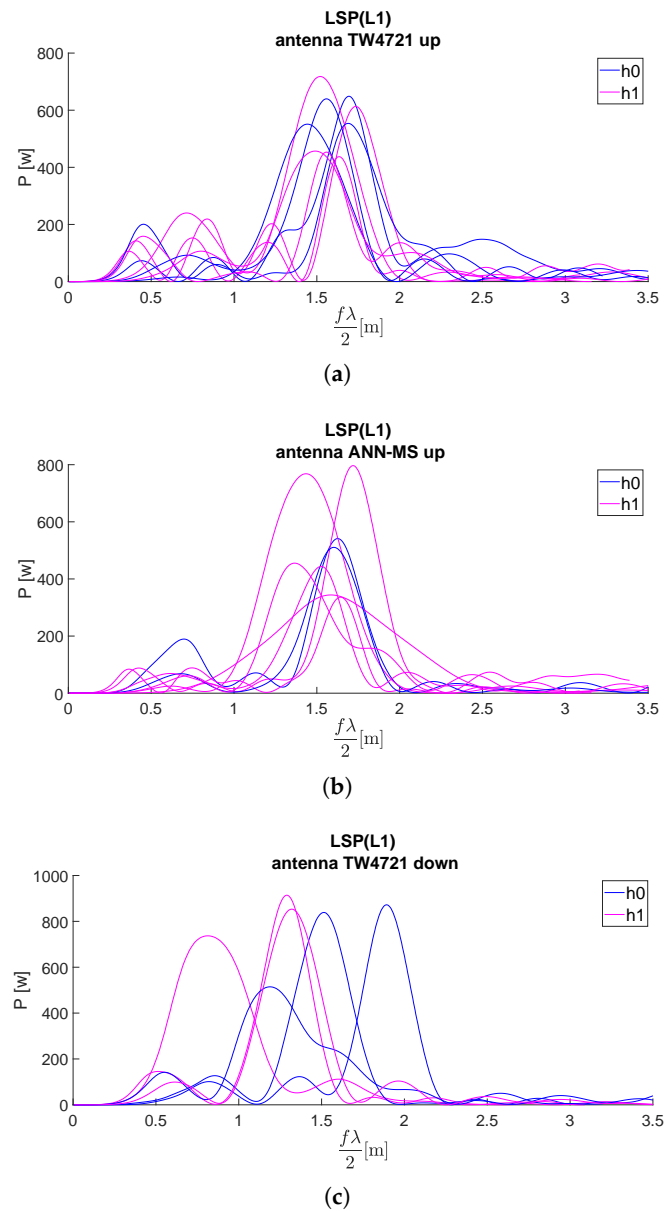 LSP(L1)
antenna TW4721 up
800
600
400
200
0
P [w]
h0
h1
0 0.5 1 1.5 2 2.5 3 3.5
fλ
2 [m]
(a)
LSP(L1)
antenna ANN-MS up
800
600
400
200
0
P [w]
h0
h1
0 0.5 1 1.5 2 2.5 3 3.5
fλ
2 [m]
(b)
LSP(L1)
antenna TW4721 down
1000
800
600
400
200
0
P [w]
h0
h1
0 0.5 1 1.5 2 2.5 3 3.5
fλ
2 [m]
(c)